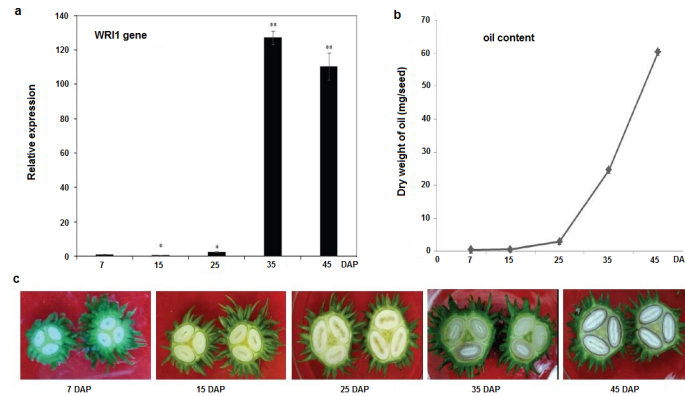 a
WRI1 gene
Relative expression
140
120
100
80
60
40
20
0
*
*
**
**
7 15 25 35 45 DAP
b
oil content
Dry weight of oil (mg/seed)
70
60
50
40
30
20
10
0
0 7 15 25 35 45 DAP
c
7 DAP 15 DAP 25 DAP 35 DAP 45 DAP